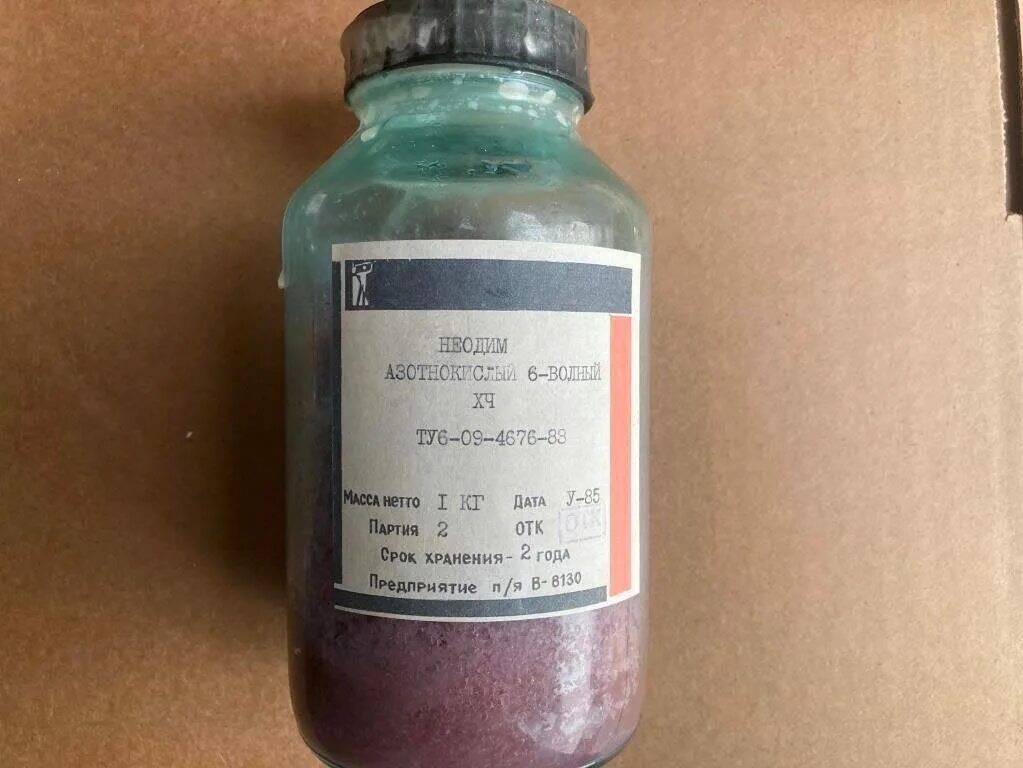 НЕОДИМ
АЗОТНОКИСЛЫЙ 6-ВОДНЫЙ
ХЧ
ТУ6-09-4676-83
МАССА НЕТТО I КГ ДАТА У-85
ПАРТИЯ 2 ОТК ОТК
СРОК ХРАНЕНИЯ - 2 ГОДА
ПРЕДПРИЯТИЕ п/я В-8130